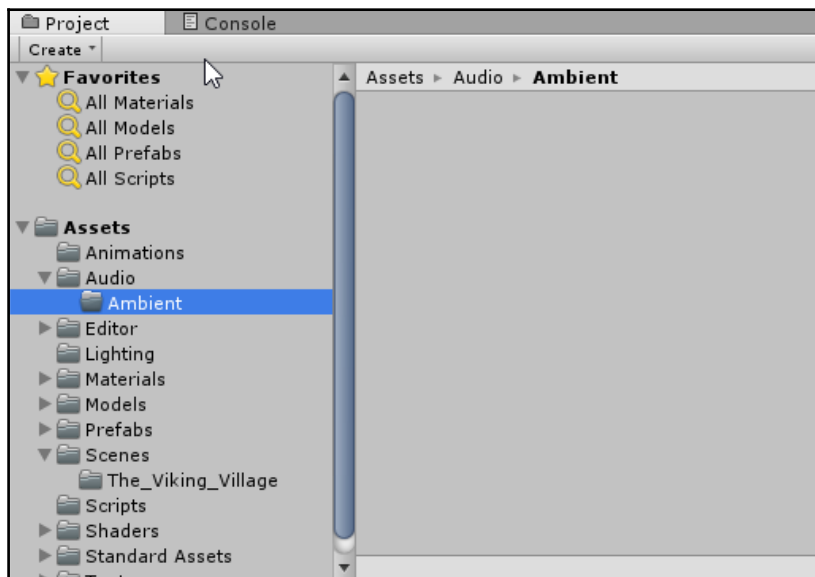 Project Console
Create
Favorites
All Materials
All Models
All Prefabs
All Scripts
Assets
Animations
Audio
Ambient
Editor
Lighting
Materials
Models
Prefabs
Scenes
The_Viking_Village
Scripts
Shaders
Standard Assets
Assets Audio Ambient